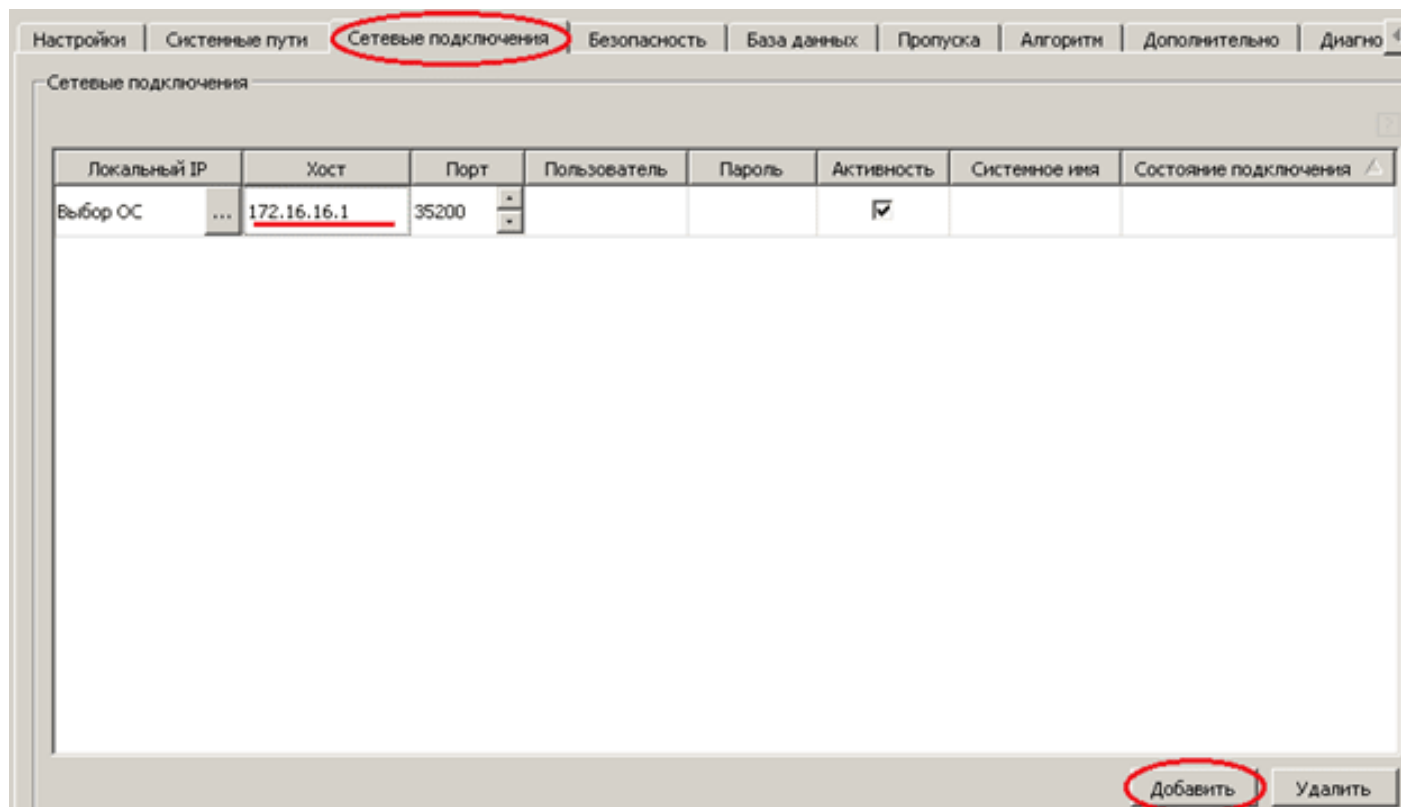 Настройки Системные пути Сетевые подключения Безопасность База данных Пропуска Алгоритм Дополнительно Диагно
Сетевые подключения
?
Локальный IP Хост Порт Пользователь Пароль Активность Системное имя Состояние подключения
Выбор ОС ... 172.16.16.1 35200
Добавить Удалить